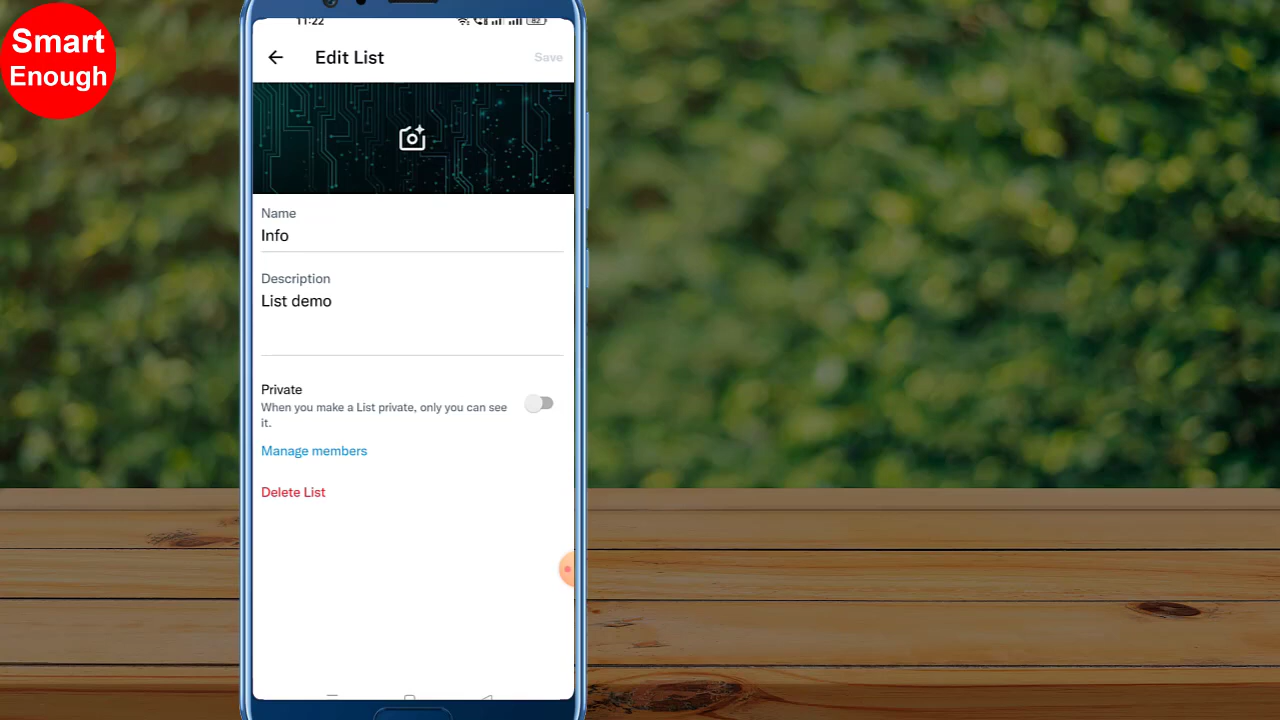 Smart
Enough
11:22
82
Edit List
Save
Name
Info
Description
List demo
Private
When you make a List private, only you can see
it.
Manage members
Delete List